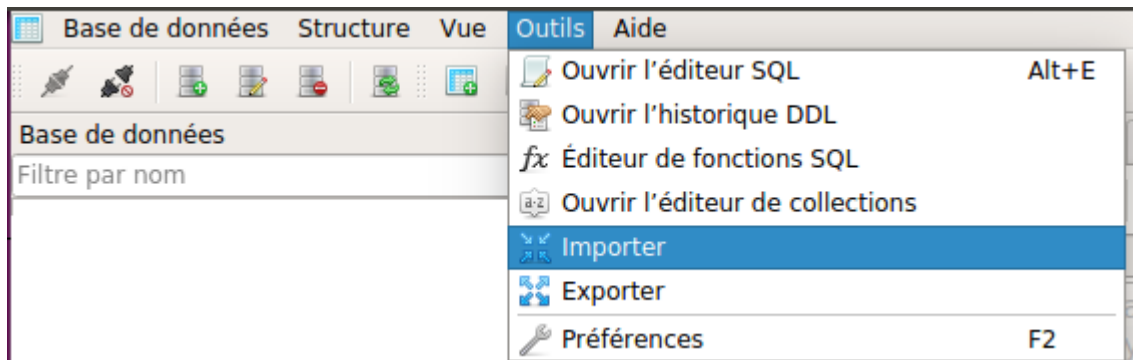 Base de données Structure Vue Outils Aide
Ouvrir l’éditeur SQL Alt+E
Ouvrir l’historique DDL
Base de données
fx Éditeur de fonctions SQL
Filtre par nom
a-z Ouvrir l’éditeur de collections
Importer
Exporter
Préférences F2